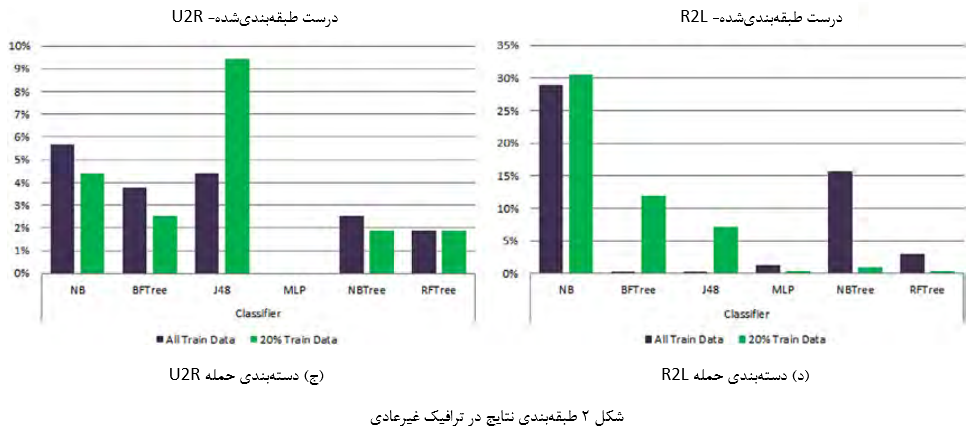 درست طبقه‌بندی‌شده- U2R
10%
9%
8%
7%
6%
5%
4%
3%
2%
1%
0%
NB BFTree J48 MLP NBTree RFTree
Classifier
All Train Data 20% Train Data
(ج) دسته‌بندی حمله U2R
درست طبقه‌بندی‌شده- R2L
35%
30%
25%
20%
15%
10%
5%
0%
NB BFTree J48 MLP NBTree RFTree
Classifier
All Train Data 20% Train Data
(د) دسته‌بندی حمله R2L
شکل ۲ طبقه‌بندی نتایج در ترافیک غیرعادی